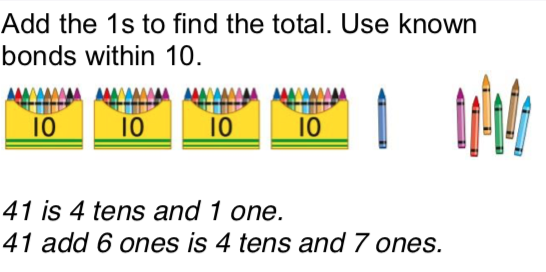 Add the 1s to find the total. Use known
bonds within 10.
10 10 10 10
41 is 4 tens and 1 one.
41 add 6 ones is 4 tens and 7 ones.